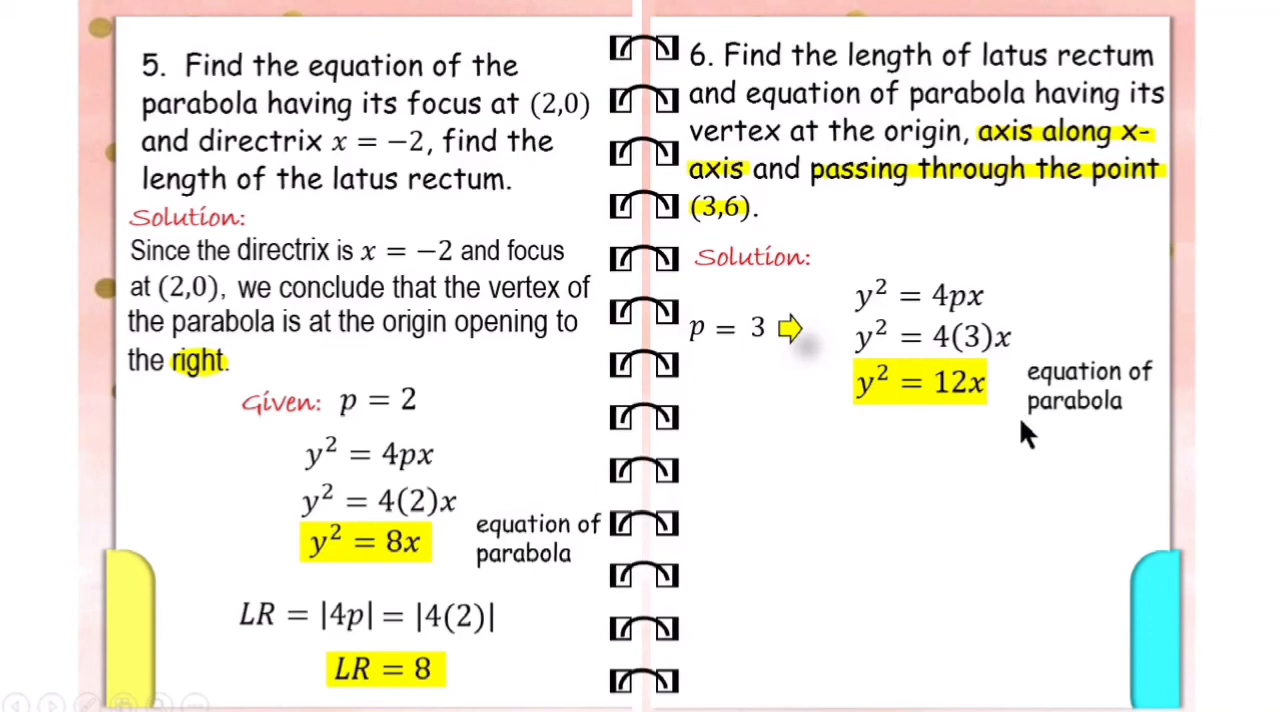 5. Find the equation of the
parabola having its focus at (2,0)
and directrix x = −2, find the
length of the latus rectum.
Solution:
Since the directrix is x = −2 and focus
at (2,0), we conclude that the vertex of
the parabola is at the origin opening to
the right.
Given: p = 2
y² = 4px
y² = 4(2)x
y² = 8x
equation of
parabola
LR = |4p| = |4(2)|
LR = 8
6. Find the length of latus rectum
and equation of parabola having its
vertex at the origin, axis along x-
axis and passing through the point
(3,6).
Solution:
p = 3
y² = 4px
y² = 4(3)x
y² = 12x
equation of
parabola